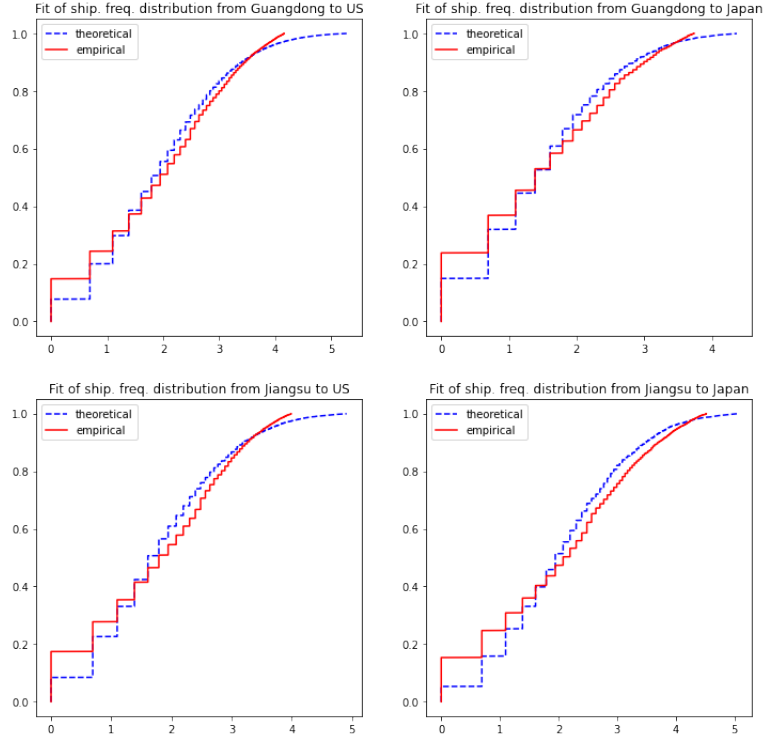 Fit of ship. freq. distribution from Guangdong to US
theoretical
empirical
1.0
0.8
0.6
0.4
0.2
0.0
0 1 2 3 4 5
Fit of ship. freq. distribution from Guangdong to Japan
theoretical
empirical
1.0
0.8
0.6
0.4
0.2
0.0
0 1 2 3 4
Fit of ship. freq. distribution from Jiangsu to US
theoretical
empirical
1.0
0.8
0.6
0.4
0.2
0.0
0 1 2 3 4 5
Fit of ship. freq. distribution from Jiangsu to Japan
theoretical
empirical
1.0
0.8
0.6
0.4
0.2
0.0
0 1 2 3 4 5